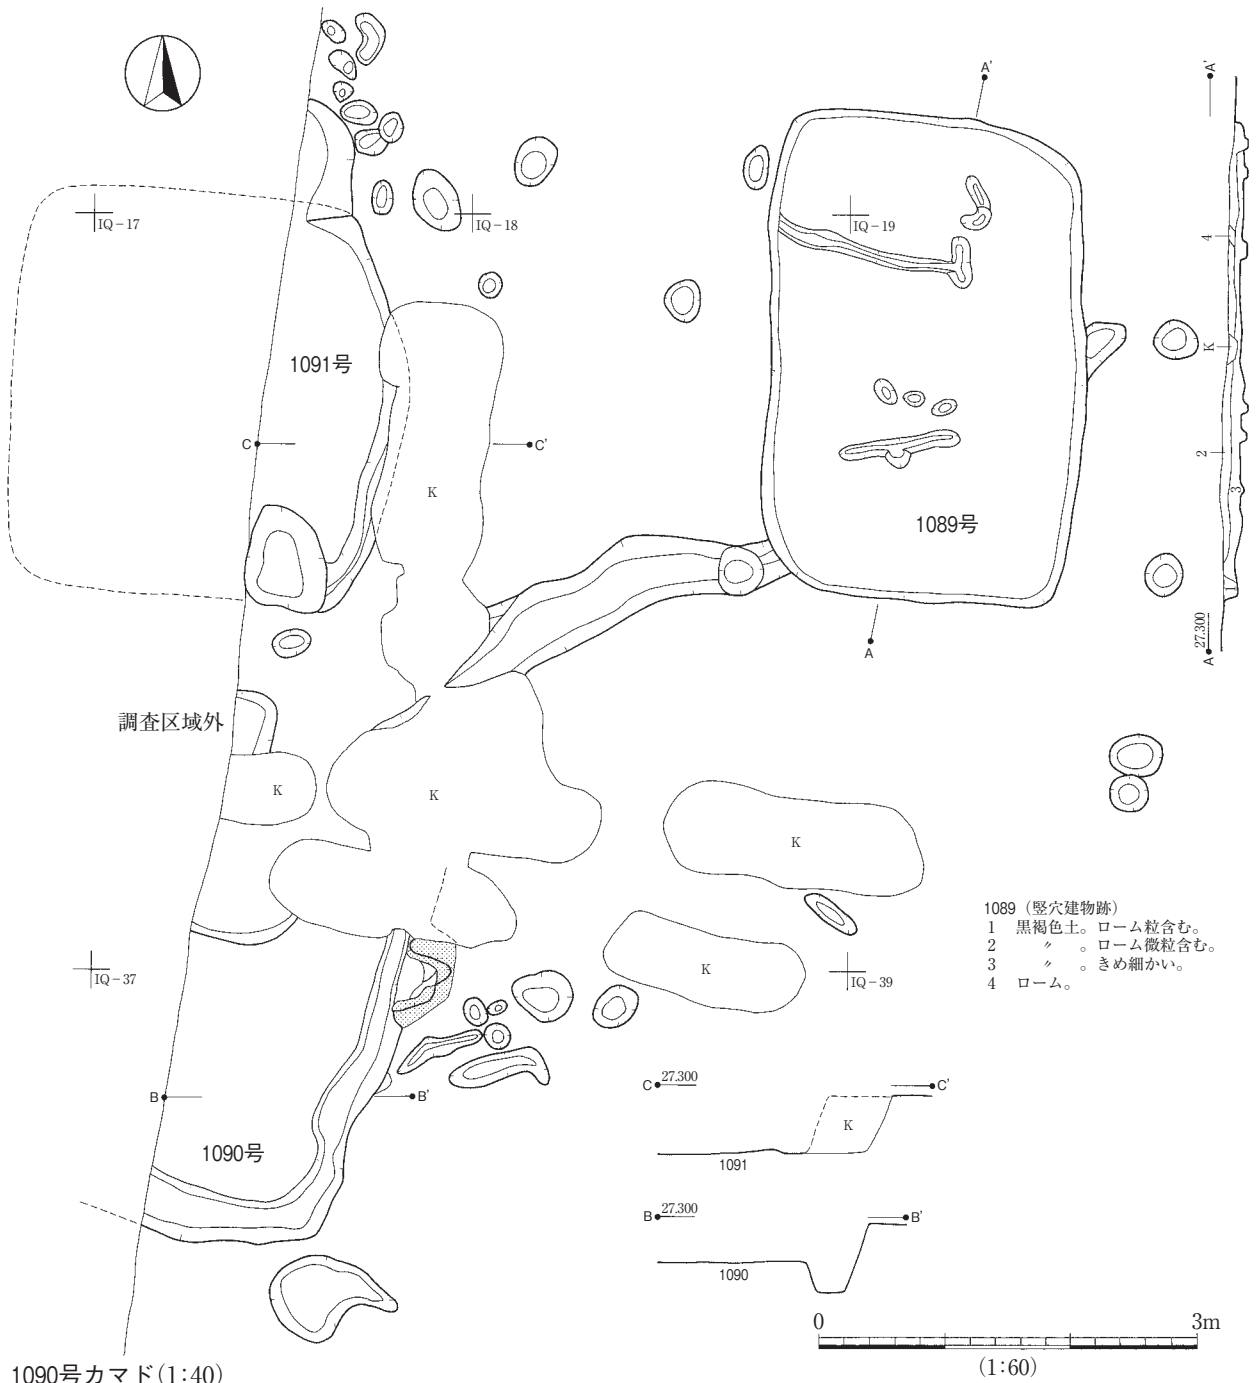 A'
A'
IQ-17
IQ-18
IQ-19
4
1091号
K
C
C'
K
2
3
1089号
27.300
A
A
調査区域外
K
K
K
1089（竪穴建物跡）
1 黒褐色土。ローム粒含む。
2 〃 。ローム微粒含む。
3 〃 。きめ細かい。
4 ローム。
K
IQ-37
IQ-39
C 27.300 C'
K
1091
B
B'
1090号
B 27.300 B'
1090
0 3m
(1:60)
1090号カマド(1:40)